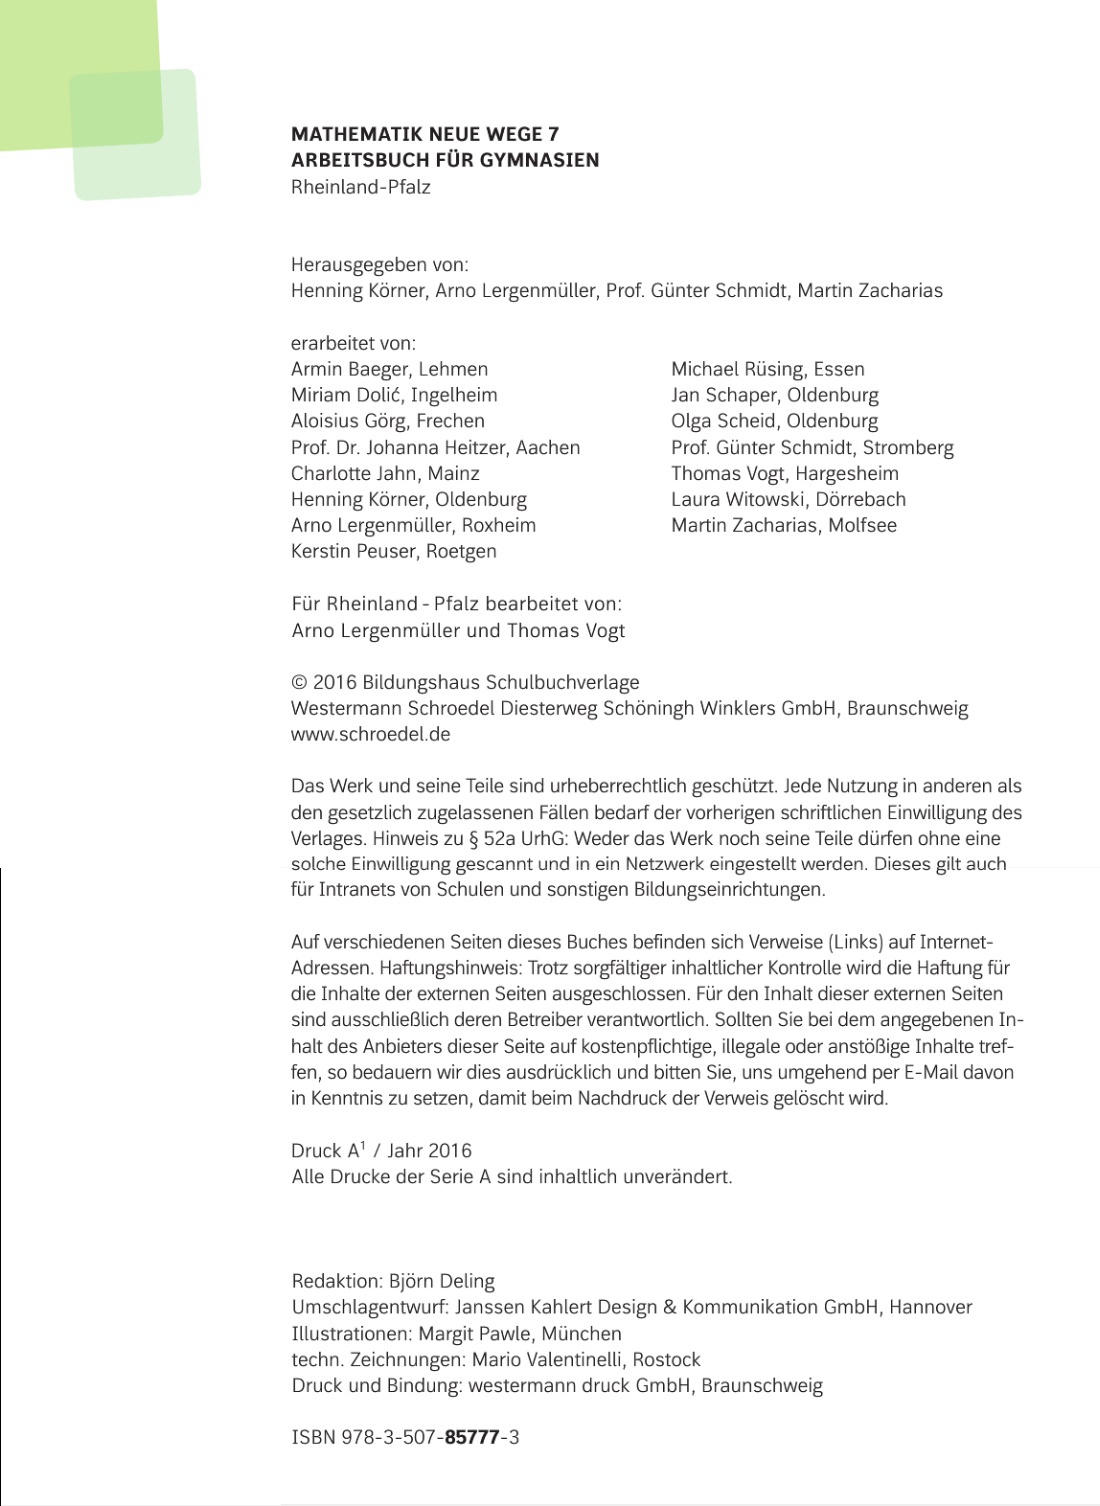 MATHEMATIK NEUE WEGE 7
ARBEITSBUCH FÜR GYMNASIEN
Rheinland-Pfalz
Herausgegeben von:
Henning Körner, Arno Lergenmüller, Prof. Günter Schmidt, Martin Zacharias
erarbeitet von:
Armin Baeger, Lehmen
Miriam Dolić, Ingelheim
Aloisius Görg, Frechen
Prof. Dr. Johanna Heitzer, Aachen
Charlotte Jahn, Mainz
Henning Körner, Oldenburg
Arno Lergenmüller, Roxheim
Kerstin Peuser, Roetgen
Michael Rüsing, Essen
Jan Schaper, Oldenburg
Olga Scheid, Oldenburg
Prof. Günter Schmidt, Stromberg
Thomas Vogt, Hargesheim
Laura Witowski, Dörrebach
Martin Zacharias, Molfsee
Für Rheinland - Pfalz bearbeitet von:
Arno Lergenmüller und Thomas Vogt
© 2016 Bildungshaus Schulbuchverlage
Westermann Schroedel Diesterweg Schöningh Winklers GmbH, Braunschweig
www.schroedel.de
Das Werk und seine Teile sind urheberrechtlich geschützt. Jede Nutzung in anderen als
den gesetzlich zugelassenen Fällen bedarf der vorherigen schriftlichen Einwilligung des
Verlages. Hinweis zu § 52a UrhG: Weder das Werk noch seine Teile dürfen ohne eine
solche Einwilligung gescannt und in ein Netzwerk eingestellt werden. Dieses gilt auch
für Intranets von Schulen und sonstigen Bildungseinrichtungen.
Auf verschiedenen Seiten dieses Buches befinden sich Verweise (Links) auf Internet-
Adressen. Haftungshinweis: Trotz sorgfältiger inhaltlicher Kontrolle wird die Haftung für
die Inhalte der externen Seiten ausgeschlossen. Für den Inhalt dieser externen Seiten
sind ausschließlich deren Betreiber verantwortlich. Sollten Sie bei dem angegebenen In-
halt des Anbieters dieser Seite auf kostenpflichtige, illegale oder anstößige Inhalte tref-
fen, so bedauern wir dies ausdrücklich und bitten Sie, uns umgehend per E-Mail davon
in Kenntnis zu setzen, damit beim Nachdruck der Verweis gelöscht wird.
Druck A¹ / Jahr 2016
Alle Drucke der Serie A sind inhaltlich unverändert.
Redaktion: Björn Deling
Umschlagentwurf: Janssen Kahlert Design & Kommunikation GmbH, Hannover
Illustrationen: Margit Pawle, München
techn. Zeichnungen: Mario Valentinelli, Rostock
Druck und Bindung: westermann druck GmbH, Braunschweig
ISBN 978-3-507-85777-3